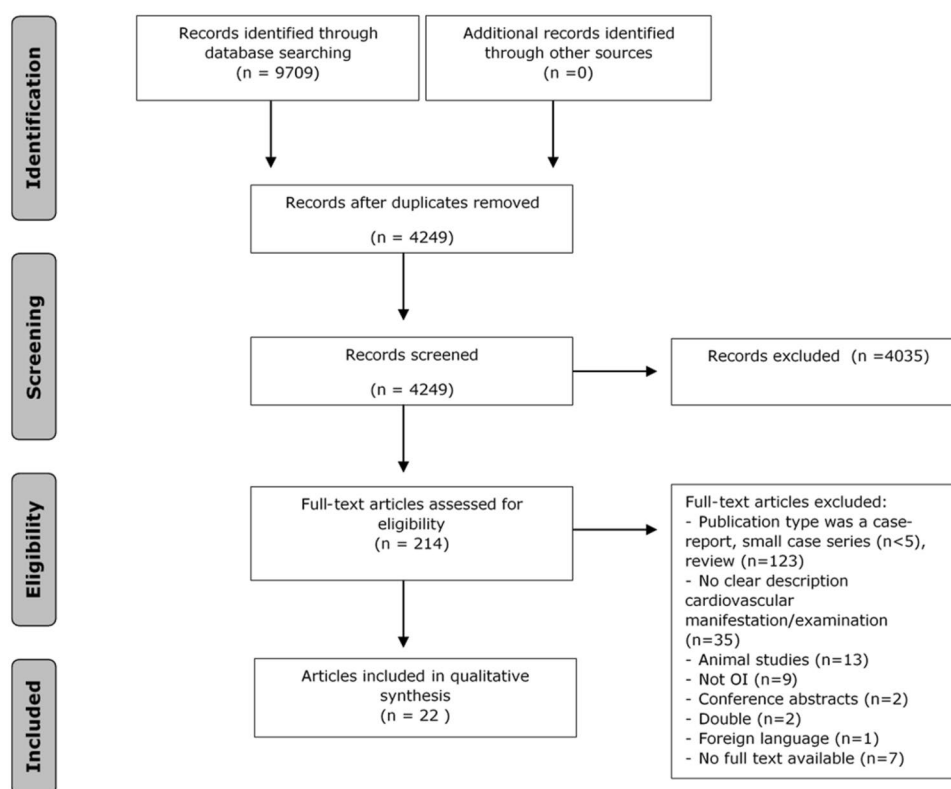 Identification
Records identified through
database searching
(n = 9709)
Additional records identified
through other sources
(n =0)
Records after duplicates removed
(n = 4249)
Screening
Records screened
(n = 4249)
Records excluded (n =4035)
Eligibility
Full-text articles assessed for
eligibility
(n = 214)
Full-text articles excluded:
- Publication type was a case-
report, small case series (n<5),
review (n=123)
- No clear description
cardiovascular
manifestation/examination
(n=35)
- Animal studies (n=13)
- Not OI (n=9)
- Conference abstracts (n=2)
- Double (n=2)
- Foreign language (n=1)
- No full text available (n=7)
Included
Articles included in qualitative
synthesis
(n = 22 )